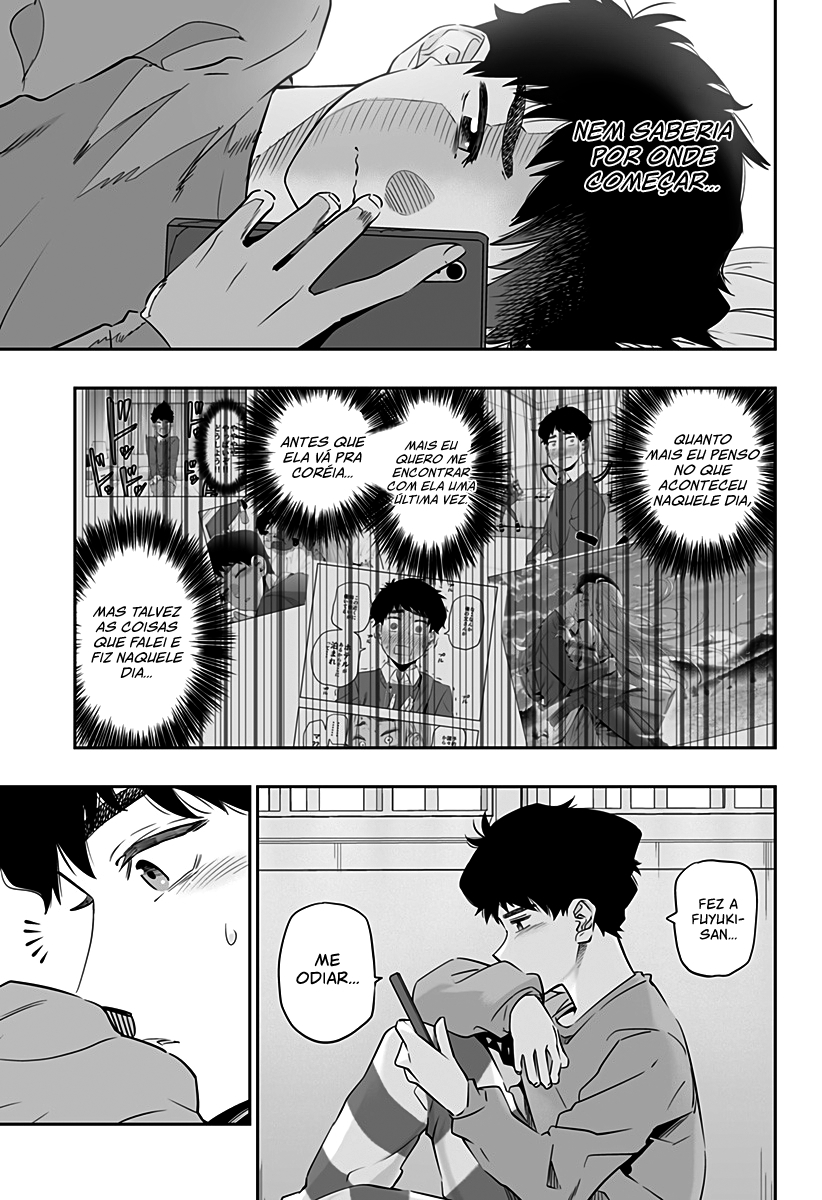 NEM SABERIA
POR ONDE
COMEÇAR...
QUANTO
MAIS EU PENSO
NO QUE
ACONTECEU
NAQUELE DIA,
MAIS EU
QUERO ME
ENCONTRAR
COM ELA UMA
ÚLTIMA VEZ.
ANTES QUE
ELA VÁ PRA
CORÉIA...
MAS TALVEZ
AS COISAS
QUE FALEI E
FIZ NAQUELE
DIA...
FEZ A
FUYUKI-
SAN...
ME
ODIAR...